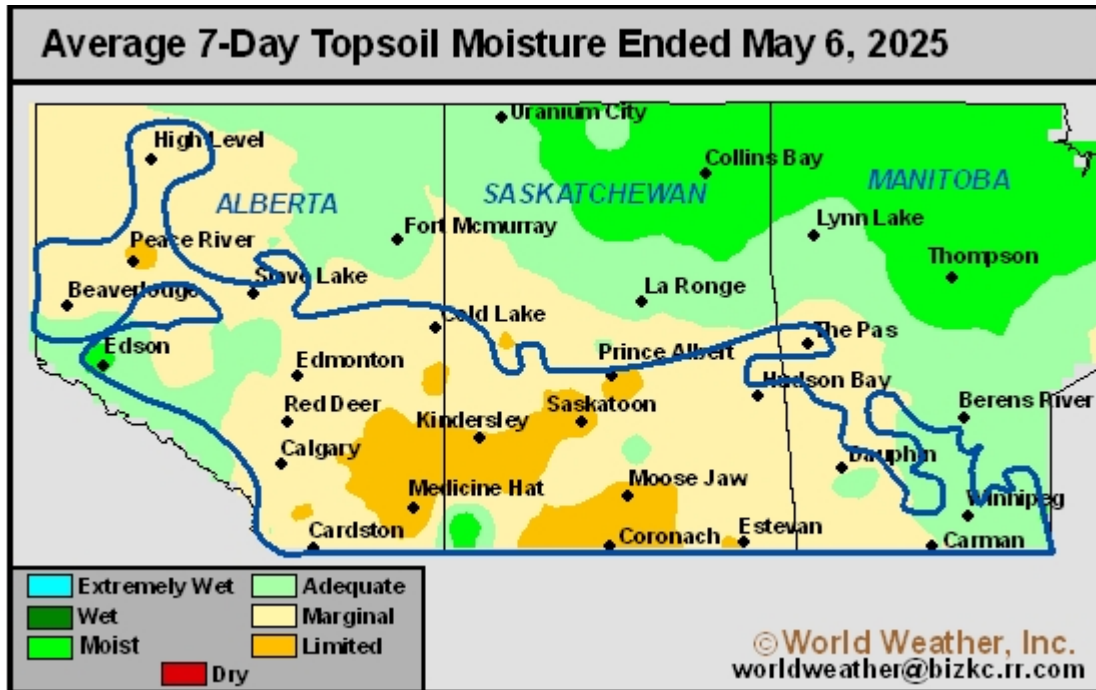 Average 7-Day Topsoil Moisture Ended May 6, 2025
Uranium City
High Level
Collins Bay
ALBERTA
SASKATCHEWAN
MANITOBA
Fort Mcmurray
Lynn Lake
Peace River
Thompson
Slave Lake
Beaverlodge
La Ronge
Cold Lake
The Pas
Edson
Edmonton
Prince Albert
Hudson Bay
Red Deer
Kindersley
Saskatoon
Berens River
Calgary
Dauphin
Medicine Hat
Moose Jaw
Winnipeg
Cardston
Coronach
Estevan
Carman
Extremely Wet
Adequate
Wet
Marginal
Moist
Limited
Dry
©World Weather, Inc.
worldweather@bizkc.rr.com